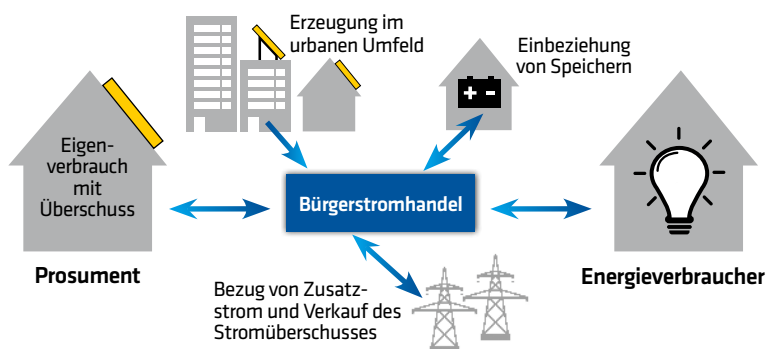 Erzeugung im
urbanen Umfeld
Einbeziehung
von Speichern
+ -
Eigen-
verbrauch
mit
Überschuss
Bürgerstromhandel
Prosument
Energieverbraucher
Bezug von Zusatz-
strom und Verkauf des
Stromüberschusses